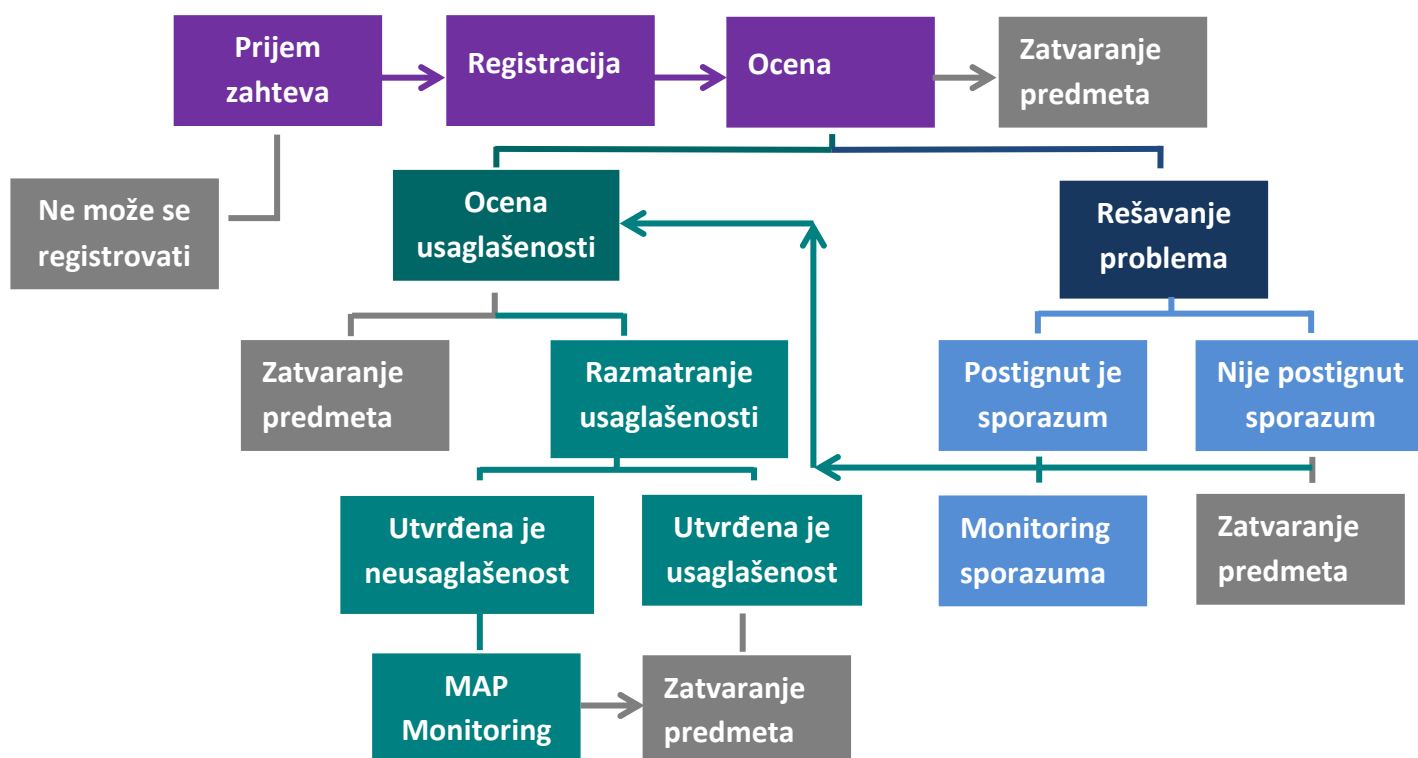 Prijem
zahteva
Registracija
Ocena
Zatvaranje
predmeta
Ne može se
registrovati
Ocena
usaglašenosti
Rešavanje
problema
Zatvaranje
predmeta
Razmatranje
usaglašenosti
Postignut je
sporazum
Nije postignut
sporazum
Utvrđena je
neusaglašenost
Utvrđena je
usaglašenost
Monitoring
sporazuma
Zatvaranje
predmeta
MAP
Monitoring
Zatvaranje
predmeta